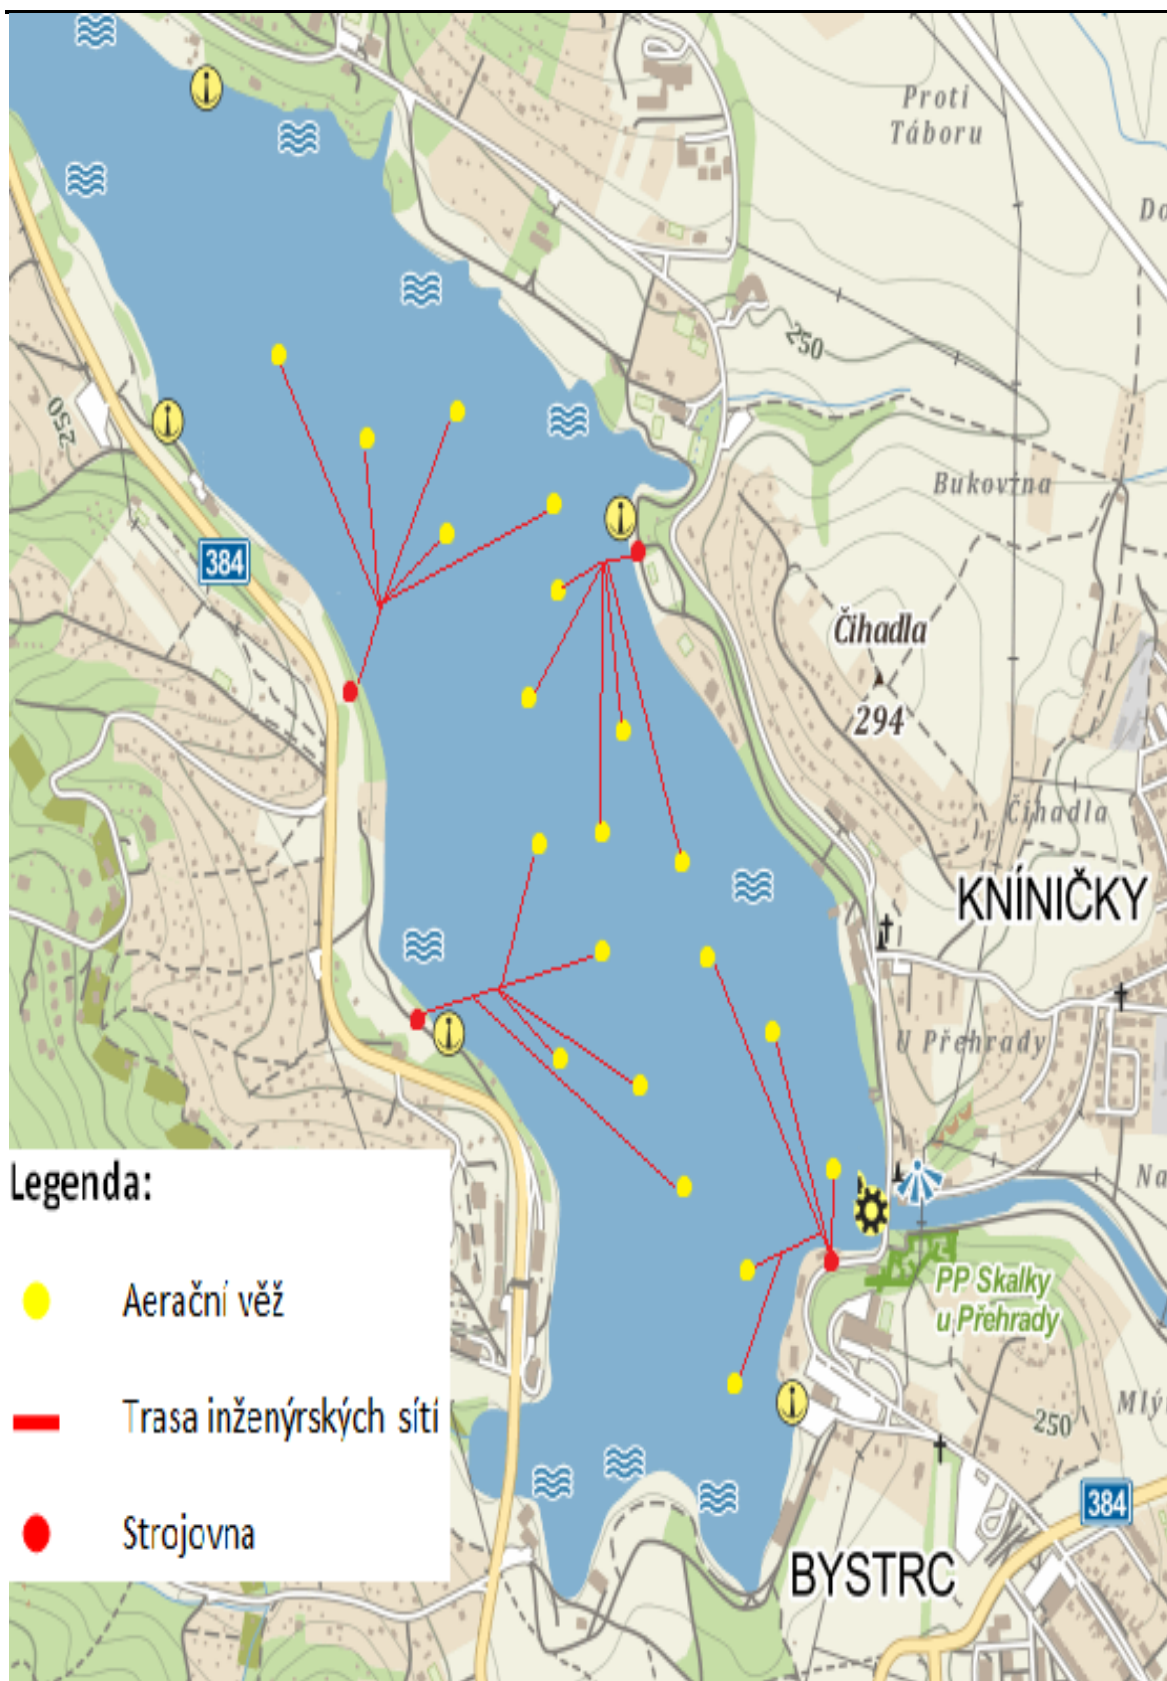 Proti
Táboru
Do
250
250
Bukovina
384
Čihadla
294
Čihadla
KNÍNIČKY
U Přehrady
Na
Legenda:
Aerační věž
PP Skalky
u Přehrady
Trasa inženýrských sítí
Mlý
250
384
Strojovna
BYSTRC